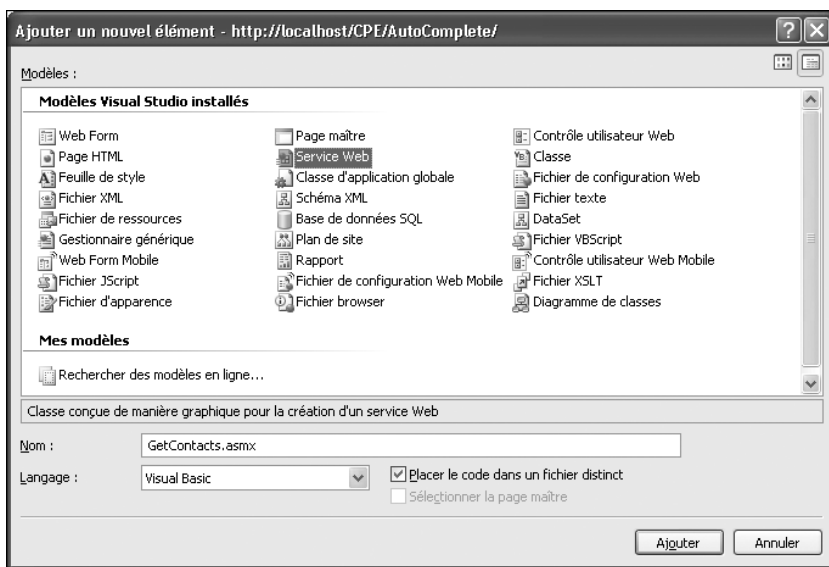 Ajouter un nouvel élément - http://localhost/CPE/AutoComplete/
Modèles :
Modèles Visual Studio installés
Web Form Page maître Contrôle utilisateur Web
Page HTML Service Web Classe
Feuille de style Classe d'application globale Fichier de configuration Web
Fichier XML Schéma XML Fichier texte
Fichier de ressources Base de données SQL DataSet
Gestionnaire générique Plan de site Fichier VBScript
Web Form Mobile Rapport Contrôle utilisateur Web Mobile
Fichier JScript Fichier de configuration Web Mobile Fichier XSLT
Fichier d'apparence Fichier browser Diagramme de classes
Mes modèles
Rechercher des modèles en ligne...
Classe conçue de manière graphique pour la création d'un service Web
Nom : GetContacts.asmx
Langage : Visual Basic Placer le code dans un fichier distinct
Sélectionner la page maître
Ajouter Annuler